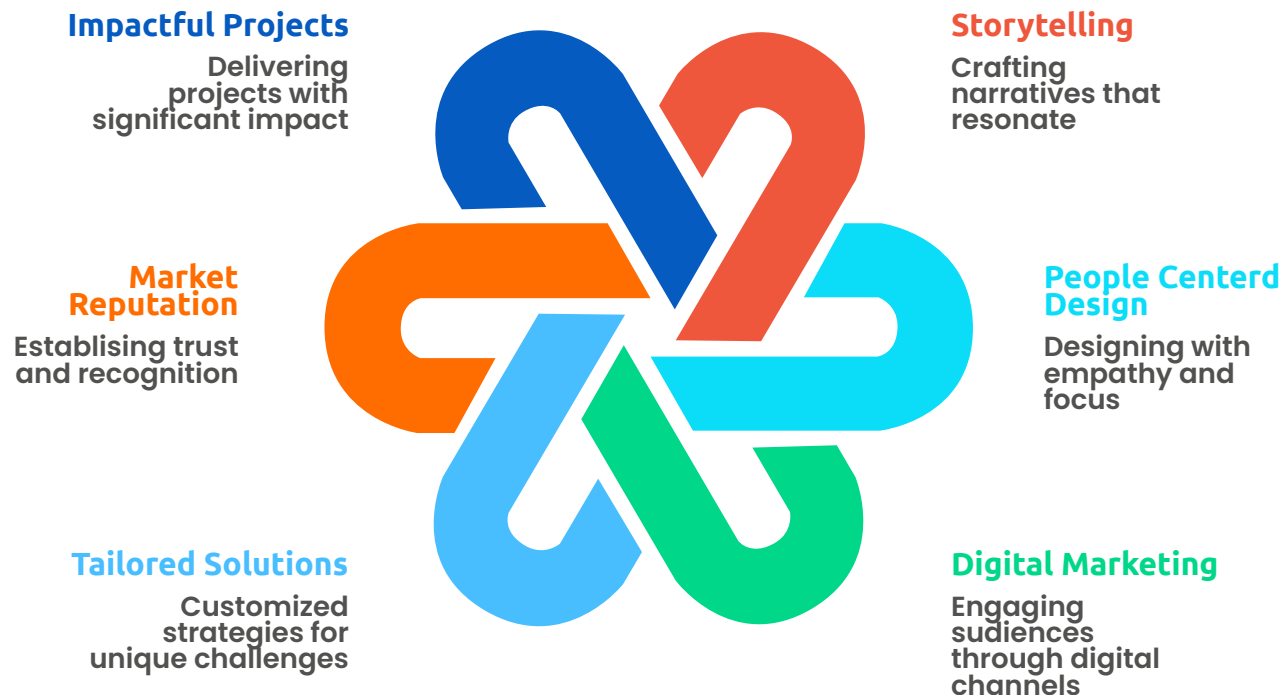 Impactful Projects
Delivering
projects with
significant impact
Storytelling
Crafting
narratives that
resonate
Market
Reputation
Establising trust
and recognition
People Centerd
Design
Designing with
empathy and
focus
Tailored Solutions
Customized
strategies for
unique challenges
Digital Marketing
Engaging
sudiences
through digital
channels